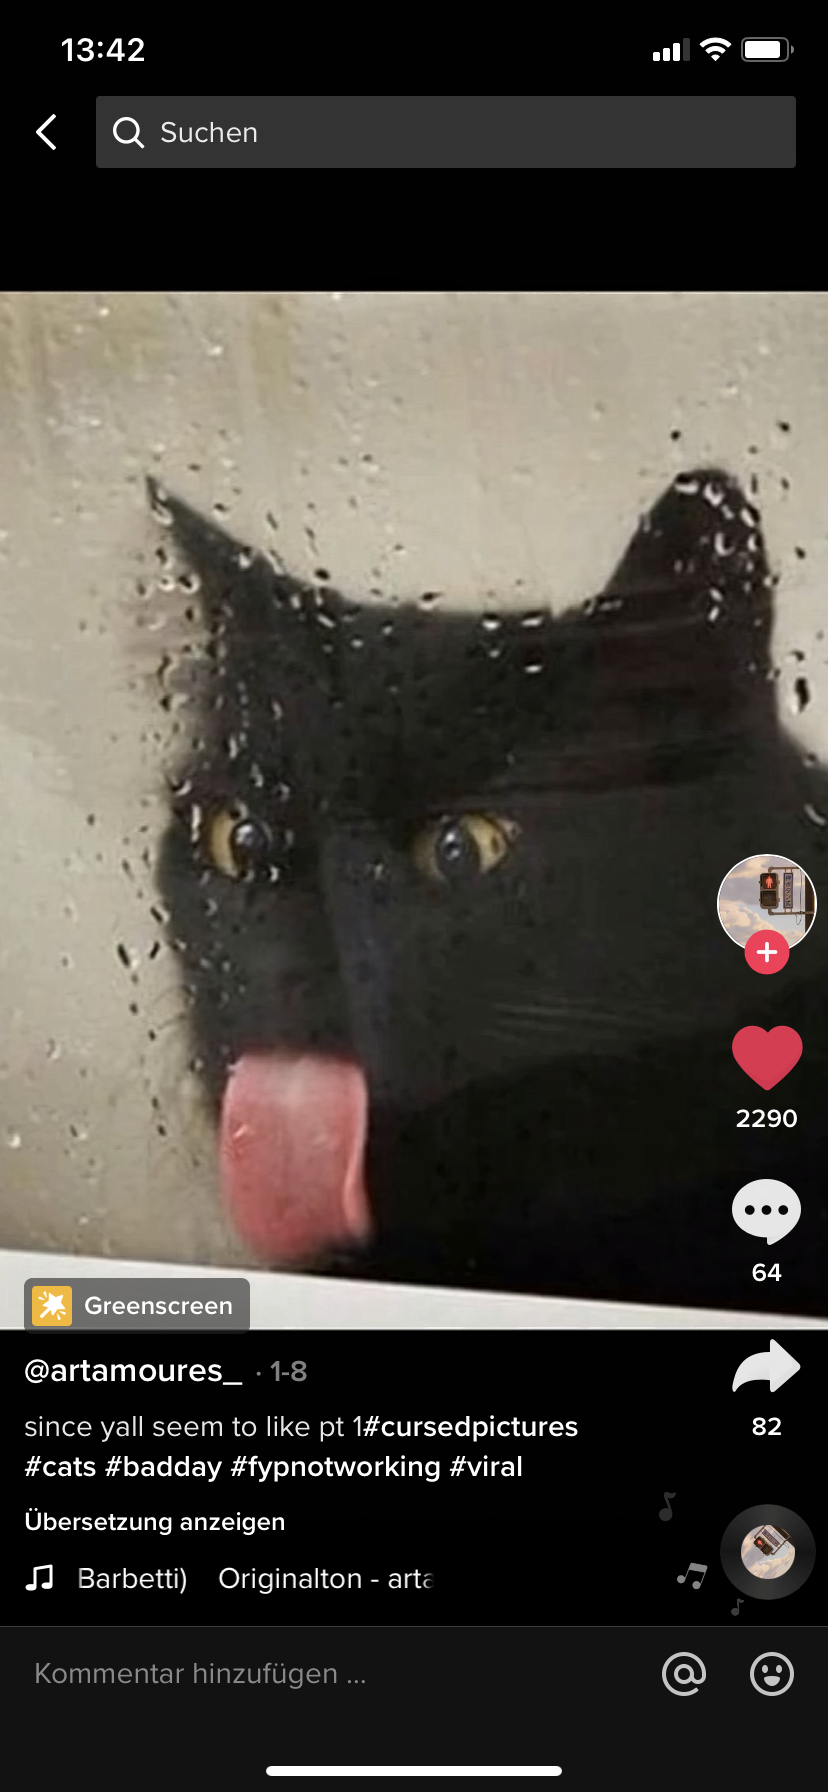 13:42
Suchen
2290
64
Greenscreen
@artamoures_ · 1-8
since yall seem to like pt 1#cursedpictures
#cats #badday #fypnotworking #viral
82
Übersetzung anzeigen
Barbetti) Originalton - arta
Kommentar hinzufügen ...